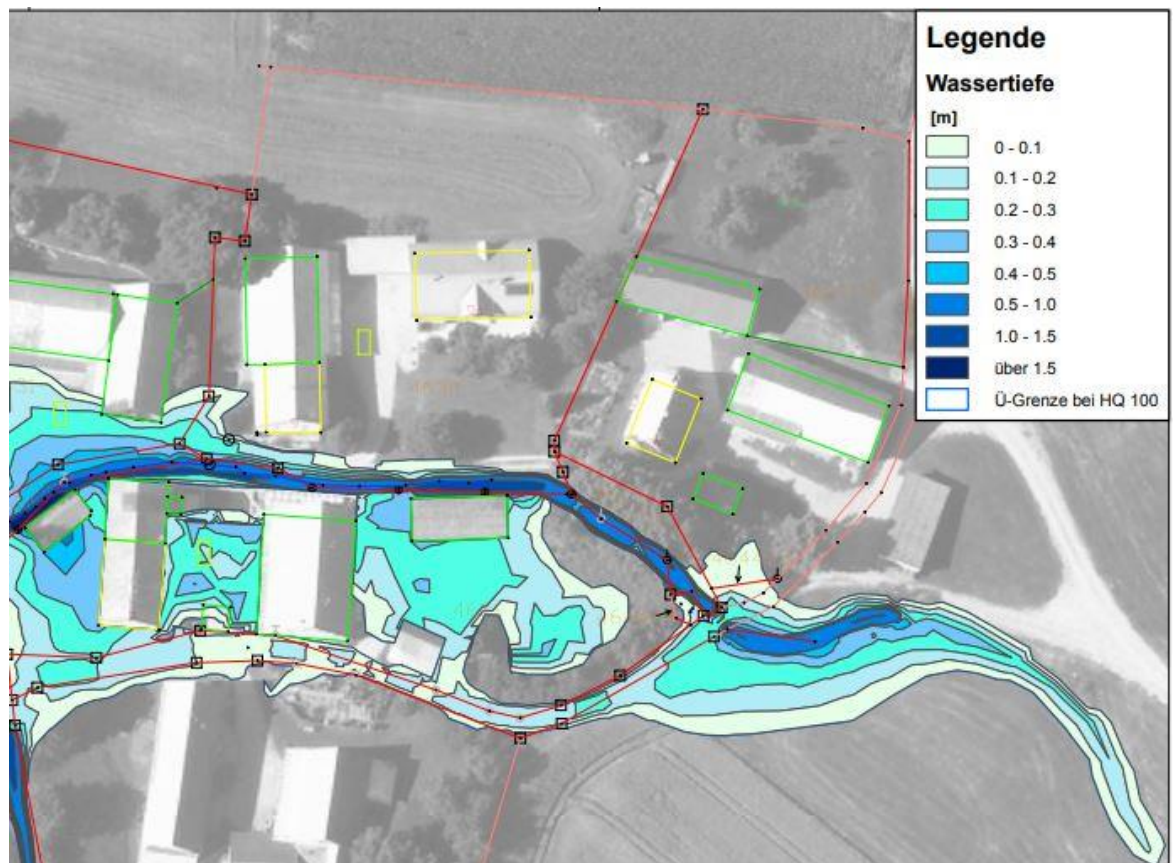 Legende
Wassertiefe
[m]
0 - 0.1
0.1 - 0.2
0.2 - 0.3
0.3 - 0.4
0.4 - 0.5
0.5 - 1.0
1.0 - 1.5
über 1.5
Ü-Grenze bei HQ 100